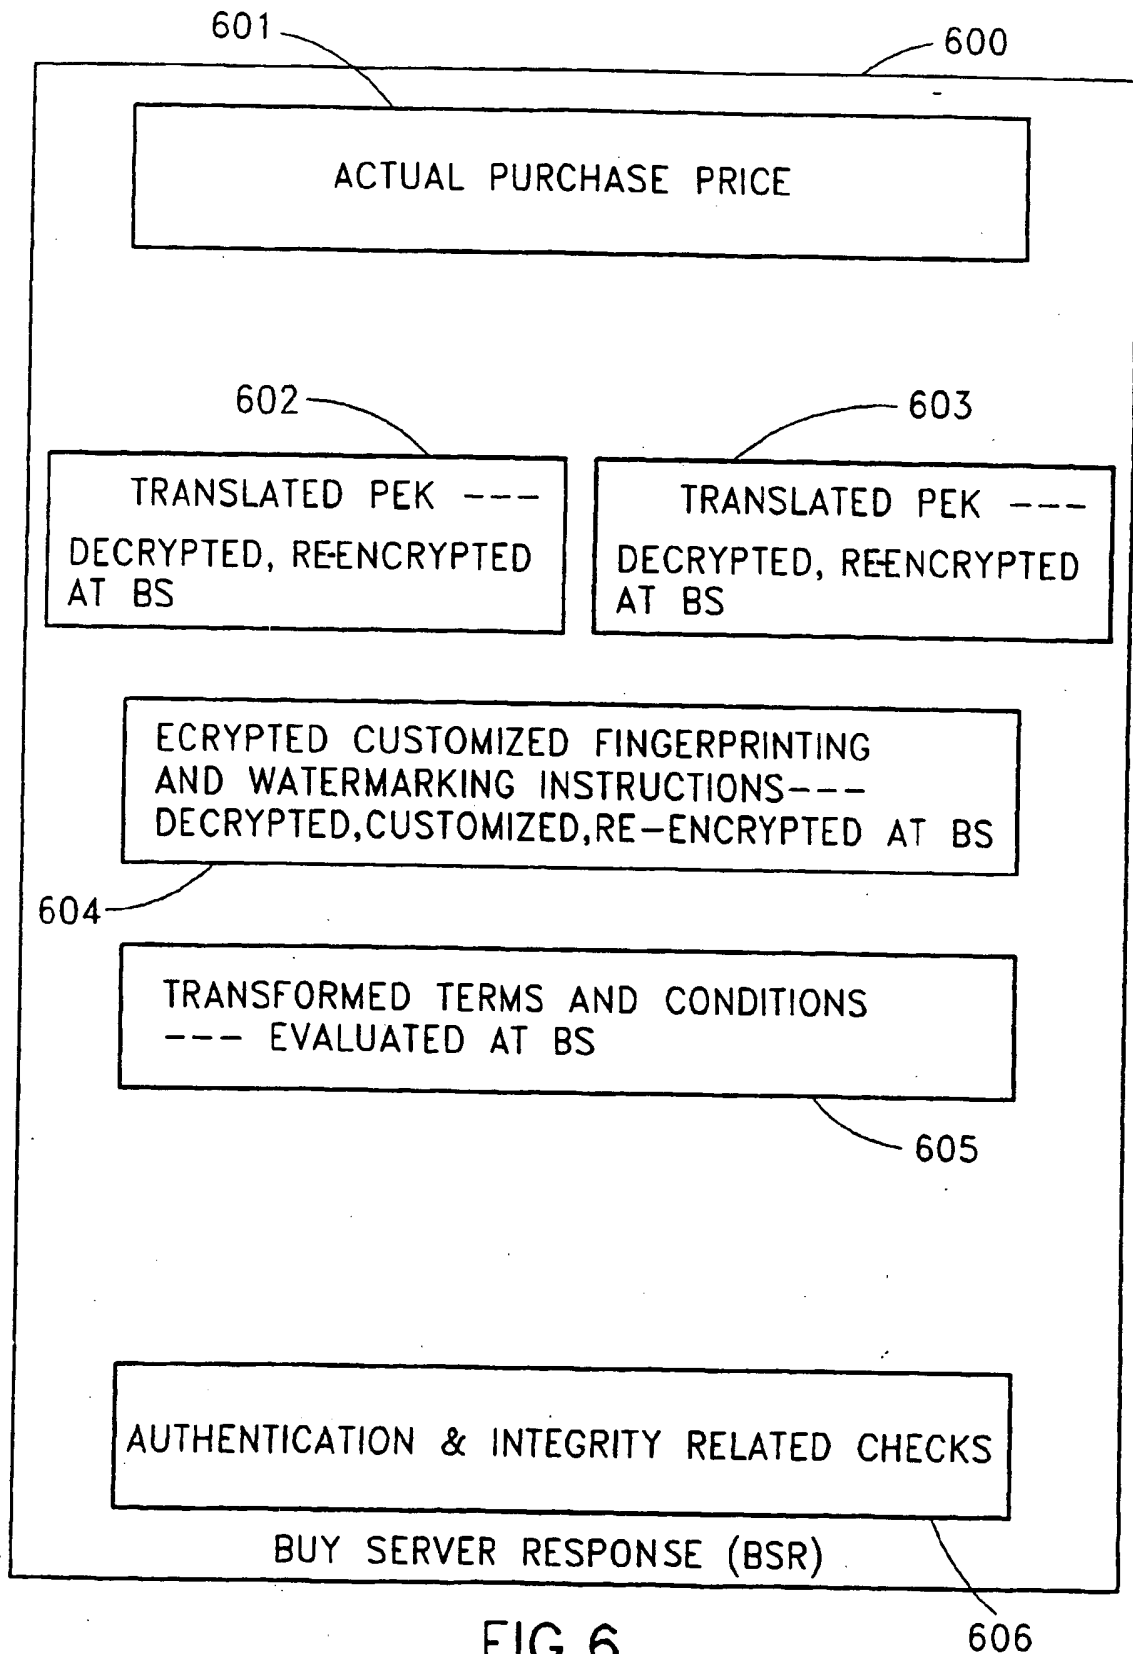 601
600
ACTUAL PURCHASE PRICE
602
603
TRANSLATED PEK ---
DECRYPTED, RE-ENCRYPTED
AT BS
TRANSLATED PEK ---
DECRYPTED, RE-ENCRYPTED
AT BS
ECRYPTED CUSTOMIZED FINGERPRINTING
AND WATERMARKING INSTRUCTIONS---
DECRYPTED,CUSTOMIZED,RE-ENCRYPTED AT BS
604
TRANSFORMED TERMS AND CONDITIONS
--- EVALUATED AT BS
605
AUTHENTICATION & INTEGRITY RELATED CHECKS
BUY SERVER RESPONSE (BSR)
606
FIG.6